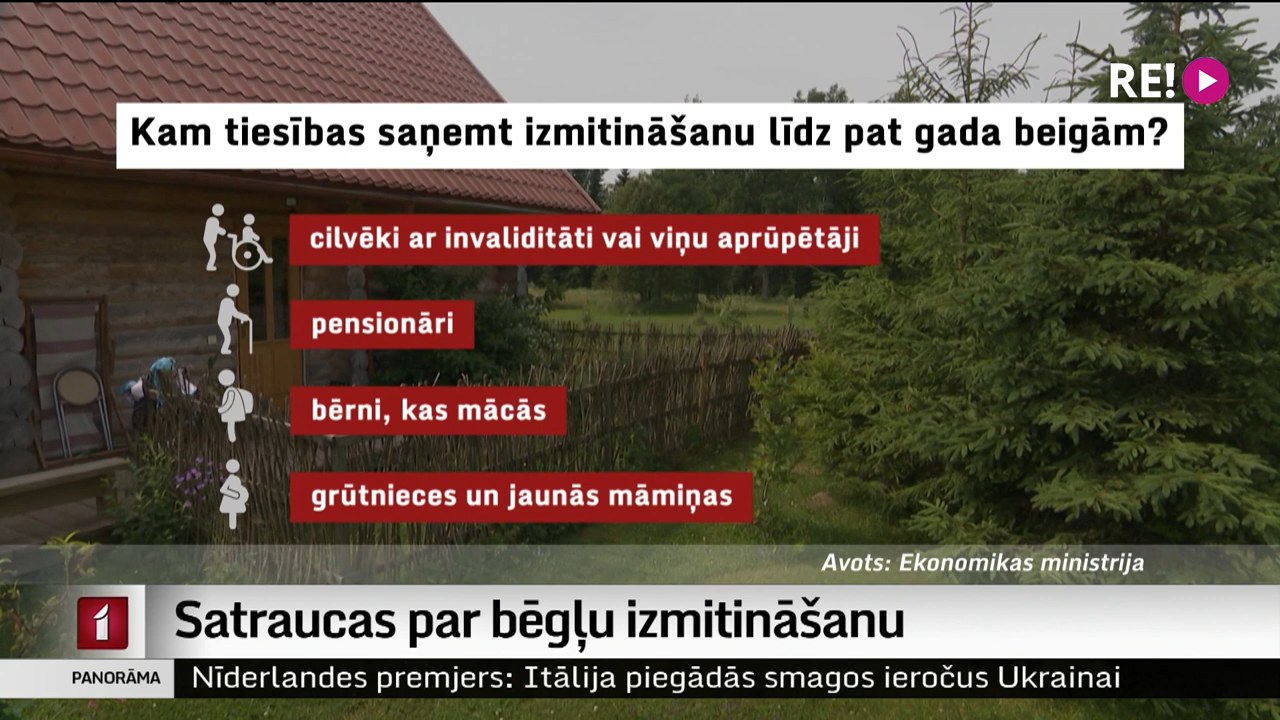 RE!
Kam tiesības saņemt izmitināšanu līdz pat gada beigām?
cilvēki ar invaliditāti vai viņu aprūpētāji
pensionāri
bērni, kas mācās
grūtnieces un jaunās māmiņas
Avots: Ekonomikas ministrija
1
Satraucas par bēgļu izmitināšanu
PANORĀMA
Nīderlandes premjers: Itālija piegādās smagos ieročus Ukrainai